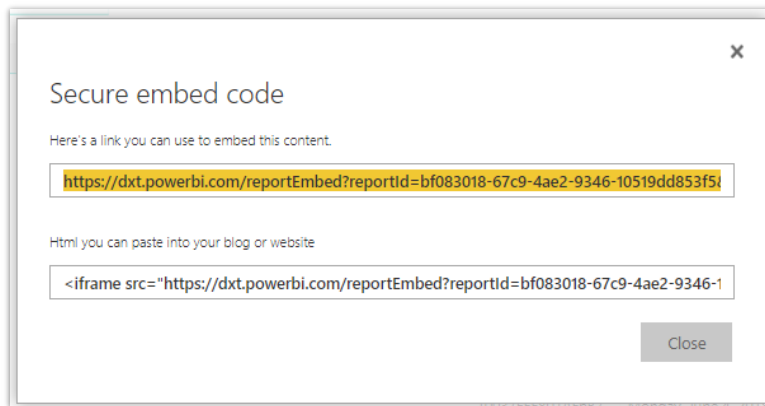 Secure embed code
Here's a link you can use to embed this content.
https://dxt.powerbi.com/reportEmbed?reportId=bf083018-67c9-4ae2-9346-10519dd853f5&
Html you can paste into your blog or website
<iframe src="https://dxt.powerbi.com/reportEmbed?reportId=bf083018-67c9-4ae2-9346-1
Close